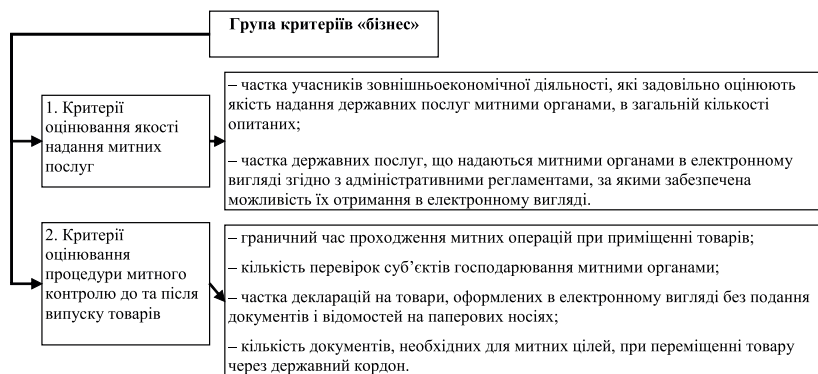 Група критеріїв «бізнес»
1. Критерії
оцінювання якості
надання митних
послуг
– частка учасників зовнішньоекономічної діяльності, які задовільно оцінюють
якість надання державних послуг митними органами, в загальній кількості
опитаних;
– частка державних послуг, що надаються митними органами в електронному
вигляді згідно з адміністративними регламентами, за якими забезпечена
можливість їх отримання в електронному вигляді.
2. Критерії
оцінювання
процедури митного
контролю до та після
випуску товарів
– граничний час проходження митних операцій при приміщенні товарів;
– кількість перевірок суб’єктів господарювання митними органами;
– частка декларацій на товари, оформлених в електронному вигляді без подання
документів і відомостей на паперових носіях;
– кількість документів, необхідних для митних цілей, при переміщенні товару
через державний кордон.